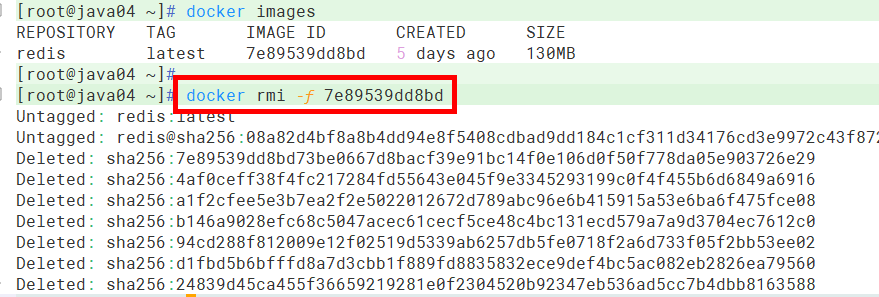 [root@java04 ~]# docker images
REPOSITORY TAG IMAGE ID CREATED SIZE
redis latest 7e89539dd8bd 5 days ago 130MB
[root@java04 ~]#
[root@java04 ~]# docker rmi -f 7e89539dd8bd
Untagged: redis:latest
Untagged: redis@sha256:08a82d4bf8a8b4dd94e8f5408cdbad9dd184c1cf311d34176cd3e9972c43f872
Deleted: sha256:7e89539dd8bd73be0667d8bacf39e91bc14f0e106d0f50f778da05e903726e29
Deleted: sha256:4af0ceff38f4fc217284fd55643e045f9e3345293199c0f4f455b6d6849a6916
Deleted: sha256:a1f2cfee5e3b7ea2f2e5022012672d789abc96e6b415915a53e6ba6f475fce08
Deleted: sha256:b146a9028efc68c5047acec61cecf5ce48c4bc131ecd579a7a9d3704ec7612c0
Deleted: sha256:94cd288f812009e12f02519d5339ab6257db5fe0718f2a6d733f05f2bb53ee02
Deleted: sha256:d1fbd5b6bfffd8a7d3cbb1f889fd8835832ece9def4bc5ac082eb2826ea79560
Deleted: sha256:24839d45ca455f36659219281e0f2304520b92347eb536ad5cc7b4dbb8163588